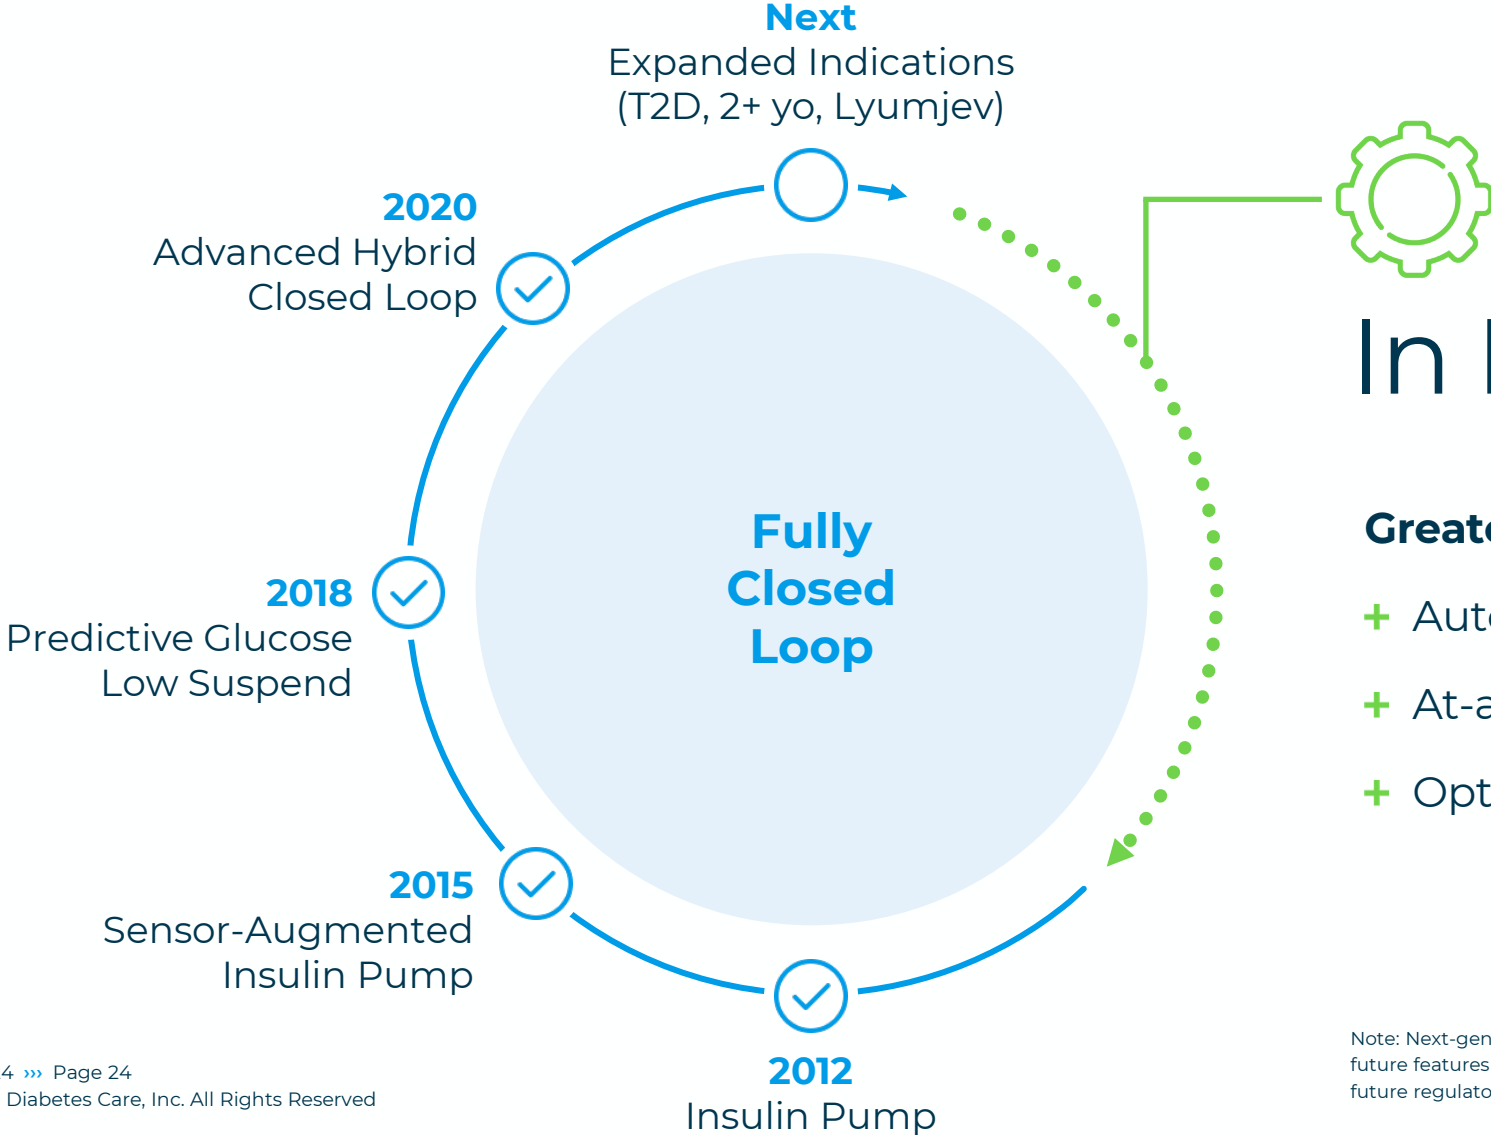 Next
Expanded Indications
(T2D, 2+ yo, Lyumjev)
2020
Advanced Hybrid
Closed Loop
2018
Predictive Glucose
Low Suspend
2015
Sensor-Augmented
Insulin Pump
2012
Insulin Pump
Fully
Closed
Loop
In
+
+ At-a
+
Note: Next-gen
future features
future
4 ››› Page 24
Diabetes Care, Inc. All Rights Reserved